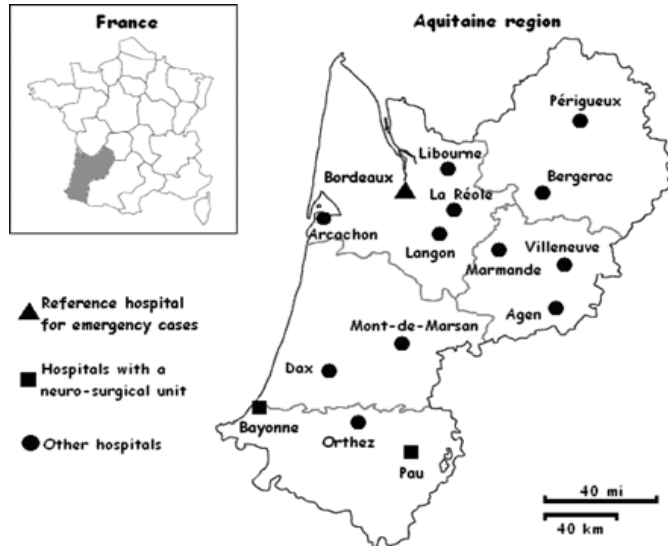 France
Aquitaine region
Périgueux
Libourne
Bordeaux
Bergerac
La Réole
Arcachon
Langon
Villeneuve
Marmande
Agen
Reference hospital
for emergency cases
Mont-de-Marsan
Hospitals with a
neuro-surgical unit
Dax
Bayonne
Orthez
Other hospitals
Pau
40 mi
40 km